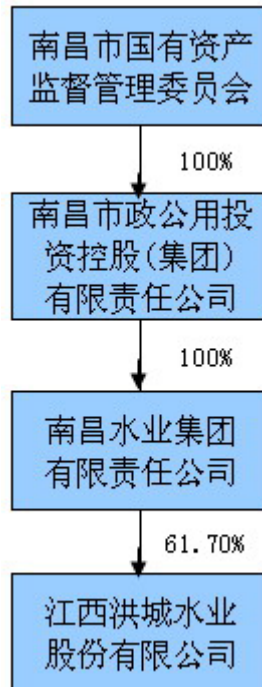 南昌市国有资产
监督管理委员会
100%
南昌市政公用投
资控股(集团)
有限责任公司
100%
南昌水业集团
有限责任公司
61.70%
江西洪城水业
股份有限公司